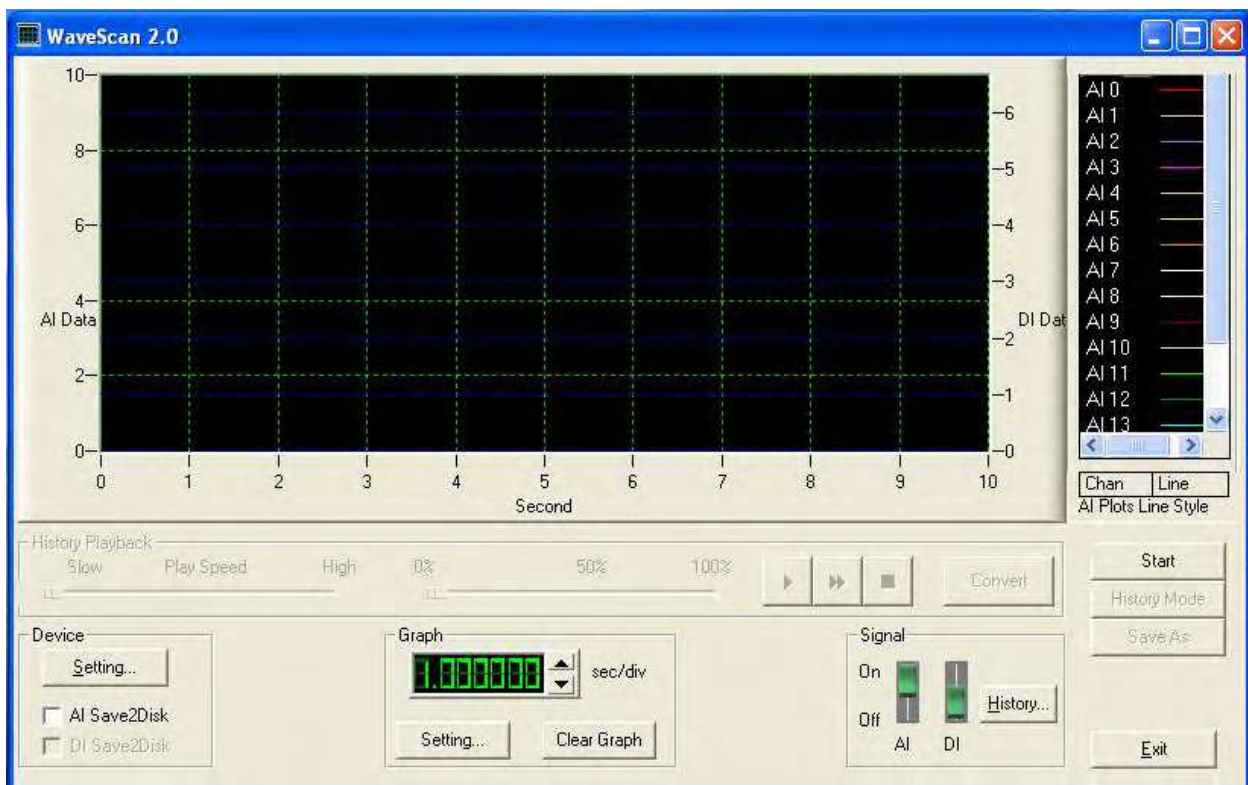 WaveScan 2.0
10
8
6
4
2
0
AI Data
6
5
4
3
2
1
0
DI Dat
0 1 2 3 4 5 6 7 8 9 10
Second
AI 0
AI 1
AI 2
AI 3
AI 4
AI 5
AI 6
AI 7
AI 8
AI 9
AI 10
AI 11
AI 12
AI 13
Chan Line
AI Plots Line Style
History Playback
Slow Play Speed High 0% 50% 100%
Convert
Start
History Mode
Save As
Device
Setting...
AI Save2Disk
DI Save2Disk
Graph
1.000000 sec/div
Setting... Clear Graph
Signal
On
Off
AI DI
History...
Exit